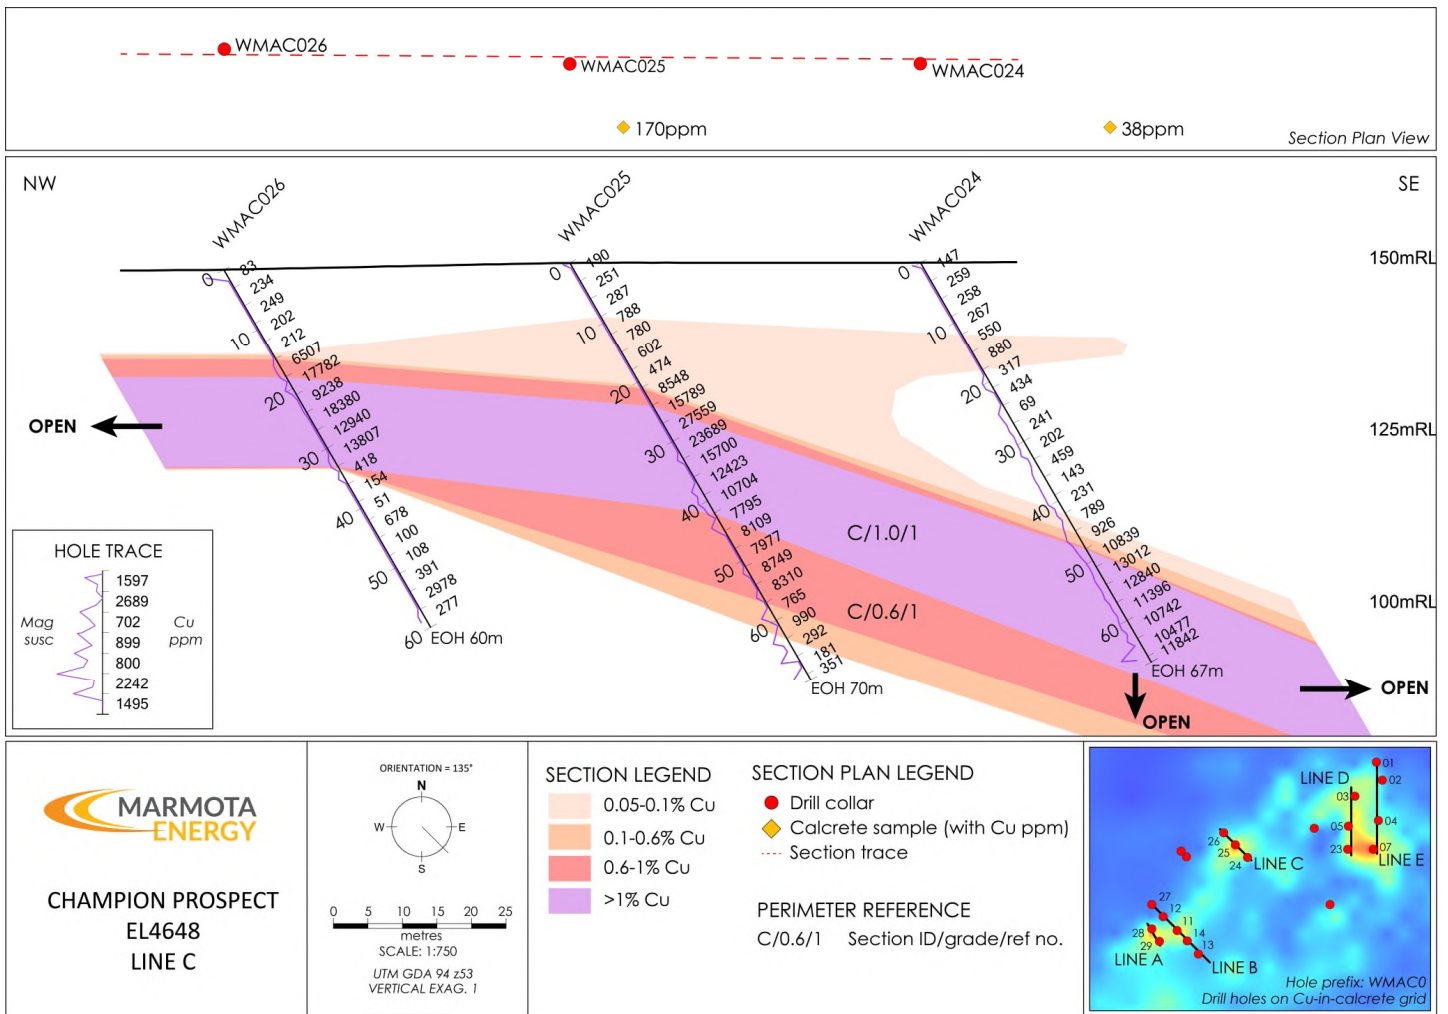 WMAC026
WMAC025
WMAC024
170ppm
38ppm
Section Plan View
NW
SE
WMAC026
WMAC025
WMAC024
150mRL
125mRL
100mRL
0
10
20
30
40
50
60
83
234
249
202
212
6507
17782
9238
18380
12940
13807
418
154
51
678
100
108
391
2978
277
EOH 60m
0
10
20
30
40
50
60
190
251
287
788
780
602
474
8548
15789
27559
23689
15700
12423
10704
7795
8109
7977
8749
8310
765
990
292
181
351
EOH 70m
0
10
20
30
40
50
60
147
259
258
267
550
880
317
434
69
241
202
459
143
231
789
926
10839
13012
12840
11396
10742
10477
11842
EOH 67m
OPEN
C/1.0/1
C/0.6/1
OPEN
OPEN
HOLE TRACE
Mag susc
Cu ppm
1597
2689
702
899
800
2242
1495
MARMOTA
ENERGY
CHAMPION PROSPECT
EL4648
LINE C
ORIENTATION = 135°
N
W
E
S
0 5 10 15 20 25
metres
SCALE: 1:750
UTM GDA 94 z53
VERTICAL EXAG. 1
SECTION LEGEND
0.05-0.1% Cu
0.1-0.6% Cu
0.6-1% Cu
>1% Cu
SECTION PLAN LEGEND
Drill collar
Calcrete sample (with Cu ppm)
Section trace
PERIMETER REFERENCE
C/0.6/1 Section ID/grade/ref no.
01
LINE D
02
03
04
05
26
25
23
07
24
LINE C
LINE E
27
12
11
28
14
29
13
LINE A
LINE B
Hole prefix: WMAC0
Drill holes on Cu-in-calcrete grid